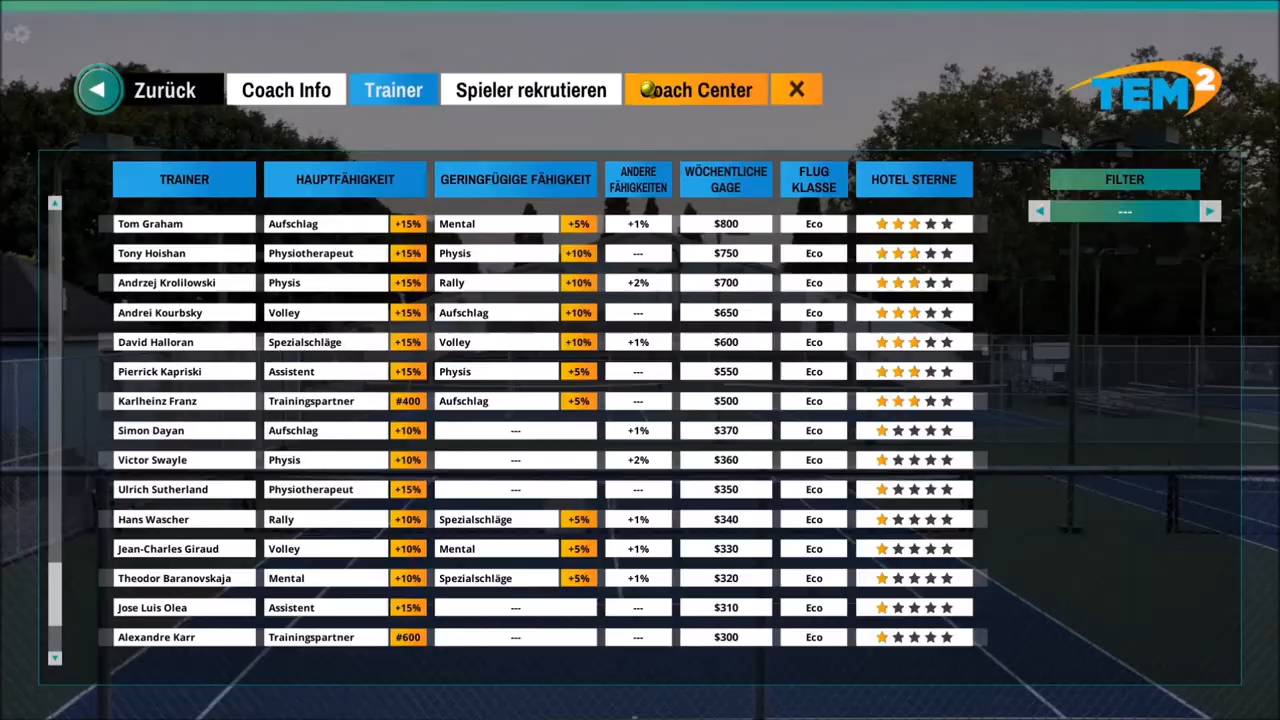 Zurück Coach Info Trainer Spieler rekrutieren Coach Center X
TEM2
TRAINER HAUPTFÄHIGKEIT GERINGFÜGIGE FÄHIGKEIT ANDERE FÄHIGKEITEN WÖCHENTLICHE GAGE FLUG KLASSE HOTEL STERNE FILTER
---
Tom Graham Aufschlag +15% Mental +5% +1% $800 Eco
Tony Hoishan Physiotherapeut +15% Physis +10% --- $750 Eco
Andrzej Krolilowski Physis +15% Rally +10% +2% $700 Eco
Andrei Kourbsky Volley +15% Aufschlag +10% --- $650 Eco
David Halloran Spezialschläge +15% Volley +10% +1% $600 Eco
Pierrick Kapriski Assistent +15% Physis +5% --- $550 Eco
Karlheinz Franz Trainingspartner #400 Aufschlag +5% --- $500 Eco
Simon Dayan Aufschlag +10% --- +1% $370 Eco
Victor Swayle Physis +10% --- +2% $360 Eco
Ulrich Sutherland Physiotherapeut +15% --- --- $350 Eco
Hans Wascher Rally +10% Spezialschläge +5% +1% $340 Eco
Jean-Charles Giraud Volley +10% Mental +5% +1% $330 Eco
Theodor Baranovskaja Mental +10% Spezialschläge +5% +1% $320 Eco
Jose Luis Olea Assistent +15% --- --- $310 Eco
Alexandre Karr Trainingspartner #600 --- --- $300 Eco